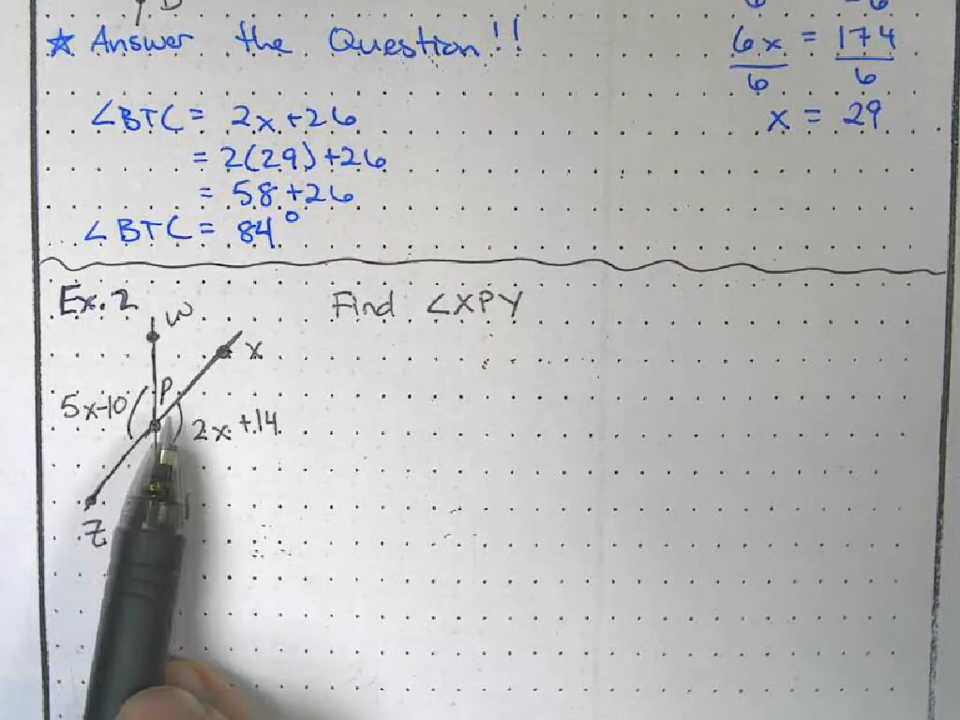 ★ Answer the Question!!
6x = 174
6 6
x = 29
∠BTC = 2x+26
= 2(29)+26
= 58+26
∠BTC = 84°
Ex. 2
Find ∠XPY
W
X
P
5x-10
2x+14
Z